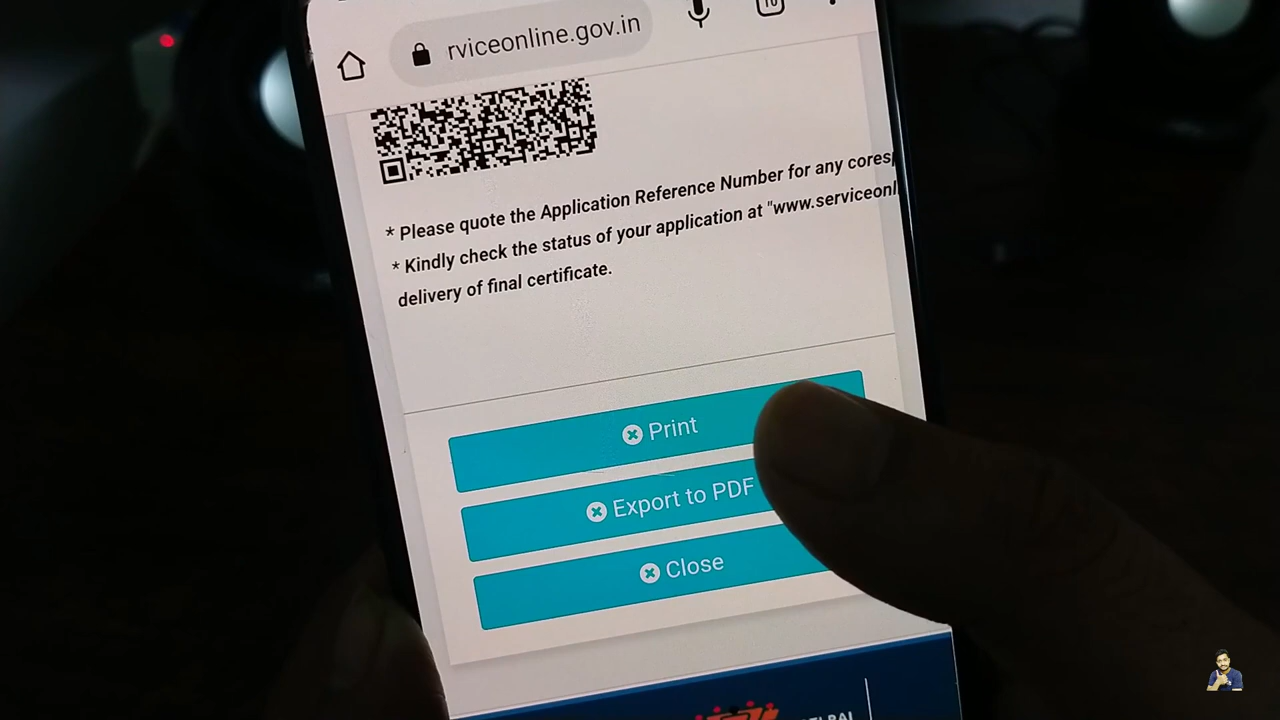 rviceonline.gov.in
* Please quote the Application Reference Number for any coresp
* Kindly check the status of your application at "www.serviceonl
delivery of final certificate.
Print
Export to PDF
Close